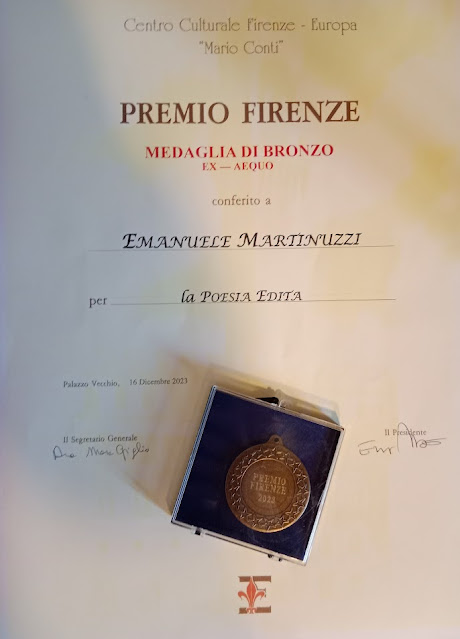 Centro Culturale Firenze - Europa
"Mario Conti"
PREMIO FIRENZE
MEDAGLIA DI BRONZO
EX — AEQUO
conferito a
EMANUELE MARTINUZZI
per la POESIA EDITA
Palazzo Vecchio, 16 Dicembre 2023
Il Segretario Generale
Il Presidente
PREMIO
FIRENZE
2023